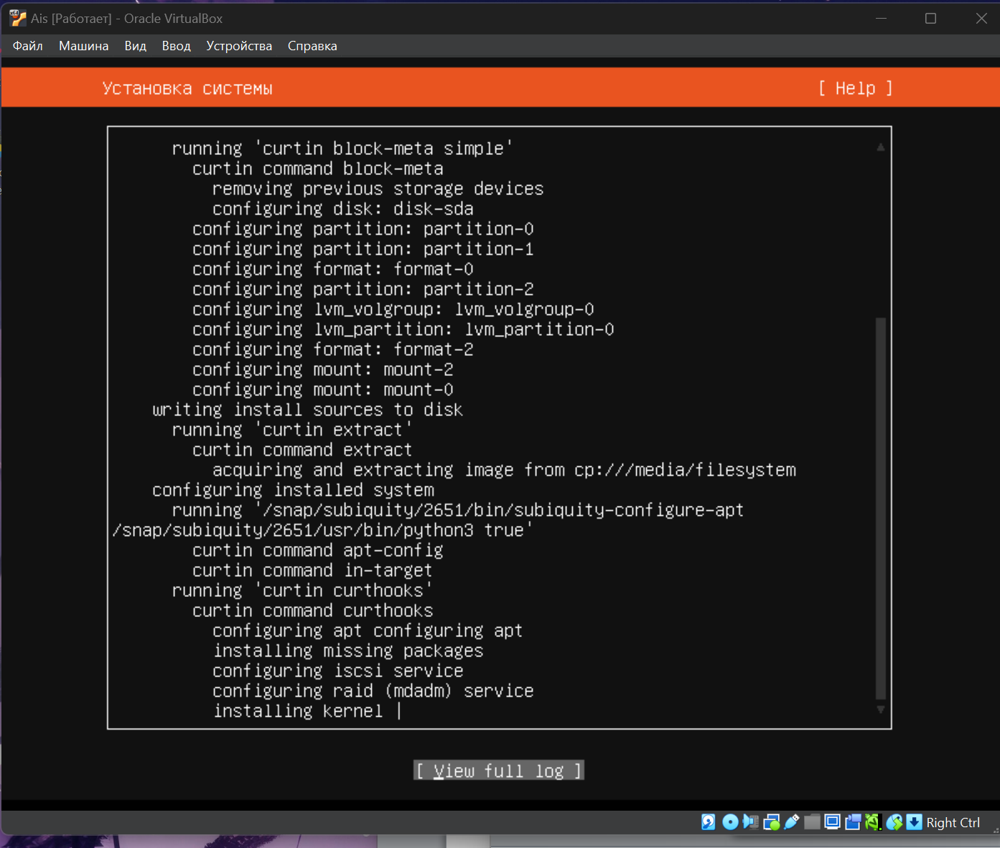 Ais [Работает] - Oracle VirtualBox
Файл Машина Вид Ввод Устройства Справка
Установка системы [ Help ]
running 'curtin block-meta simple'
curtin command block-meta
removing previous storage devices
configuring disk: disk-sda
configuring partition: partition-0
configuring partition: partition-1
configuring format: format-0
configuring partition: partition-2
configuring lvm_volgroup: lvm_volgroup-0
configuring lvm_partition: lvm_partition-0
configuring format: format-2
configuring mount: mount-2
configuring mount: mount-0
writing install sources to disk
running 'curtin extract'
curtin command extract
acquiring and extracting image from cp:///media/filesystem
configuring installed system
running '/snap/subiquity/2651/bin/subiquity-configure-apt
/snap/subiquity/2651/usr/bin/python3 true'
curtin command apt-config
curtin command in-target
running 'curtin curthooks'
curtin command curthooks
configuring apt configuring apt
installing missing packages
configuring iscsi service
configuring raid (mdadm) service
installing kernel |
[ View full log ]
Right Ctrl